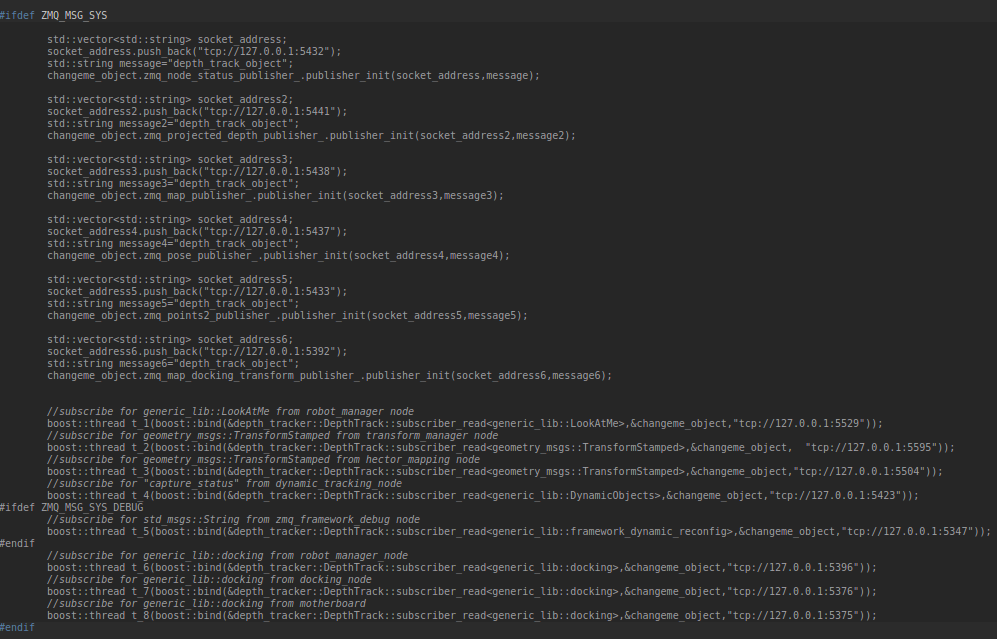 #ifdef ZMQ_MSG_SYS
std::vector<std::string> socket_address;
socket_address.push_back("tcp://127.0.0.1:5432");
std::string message="depth_track_object";
changeme_object.zmq_node_status_publisher_.publisher_init(socket_address,message);
std::vector<std::string> socket_address2;
socket_address2.push_back("tcp://127.0.0.1:5441");
std::string message2="depth_track_object";
changeme_object.zmq_projected_depth_publisher_.publisher_init(socket_address2,message2);
std::vector<std::string> socket_address3;
socket_address3.push_back("tcp://127.0.0.1:5438");
std::string message3="depth_track_object";
changeme_object.zmq_map_publisher_.publisher_init(socket_address3,message3);
std::vector<std::string> socket_address4;
socket_address4.push_back("tcp://127.0.0.1:5437");
std::string message4="depth_track_object";
changeme_object.zmq_pose_publisher_.publisher_init(socket_address4,message4);
std::vector<std::string> socket_address5;
socket_address5.push_back("tcp://127.0.0.1:5433");
std::string message5="depth_track_object";
changeme_object.zmq_points2_publisher_.publisher_init(socket_address5,message5);
std::vector<std::string> socket_address6;
socket_address6.push_back("tcp://127.0.0.1:5392");
std::string message6="depth_track_object";
changeme_object.zmq_map_docking_transform_publisher_.publisher_init(socket_address6,message6);
//subscribe for generic_lib::LookAtMe from robot_manager node
boost::thread t_1(boost::bind(&depth_tracker::DepthTrack::subscriber_read<generic_lib::LookAtMe>,&changeme_object,"tcp://127.0.0.1:5529"));
//subscribe for geometry_msgs::TransformStamped from transform_manager node
boost::thread t_2(boost::bind(&depth_tracker::DepthTrack::subscriber_read<geometry_msgs::TransformStamped>,&changeme_object,  "tcp://127.0.0.1:5595"));
//subscribe for geometry_msgs::TransformStamped from hector_mapping node
boost::thread t_3(boost::bind(&depth_tracker::DepthTrack::subscriber_read<geometry_msgs::TransformStamped>,&changeme_object,"tcp://127.0.0.1:5504"));
//subscribe for "capture_status" from dynamic_tracking_node
boost::thread t_4(boost::bind(&depth_tracker::DepthTrack::subscriber_read<generic_lib::DynamicObjects>,&changeme_object,"tcp://127.0.0.1:5423"));
#ifdef ZMQ_MSG_SYS_DEBUG
//subscribe for std_msgs::String from zmq_framework_debug node
boost::thread t_5(boost::bind(&depth_tracker::DepthTrack::subscriber_read<generic_lib::framework_dynamic_reconfig>,&changeme_object,"tcp://127.0.0.1:5347"));
#endif
//subscribe for generic_lib::docking from robot_manager_node
boost::thread t_6(boost::bind(&depth_tracker::DepthTrack::subscriber_read<generic_lib::docking>,&changeme_object,"tcp://127.0.0.1:5396"));
//subscribe for generic_lib::docking from docking_node
boost::thread t_7(boost::bind(&depth_tracker::DepthTrack::subscriber_read<generic_lib::docking>,&changeme_object,"tcp://127.0.0.1:5376"));
//subscribe for generic_lib::docking from motherboard
boost::thread t_8(boost::bind(&depth_tracker::DepthTrack::subscriber_read<generic_lib::docking>,&changeme_object,"tcp://127.0.0.1:5375"));
#endif